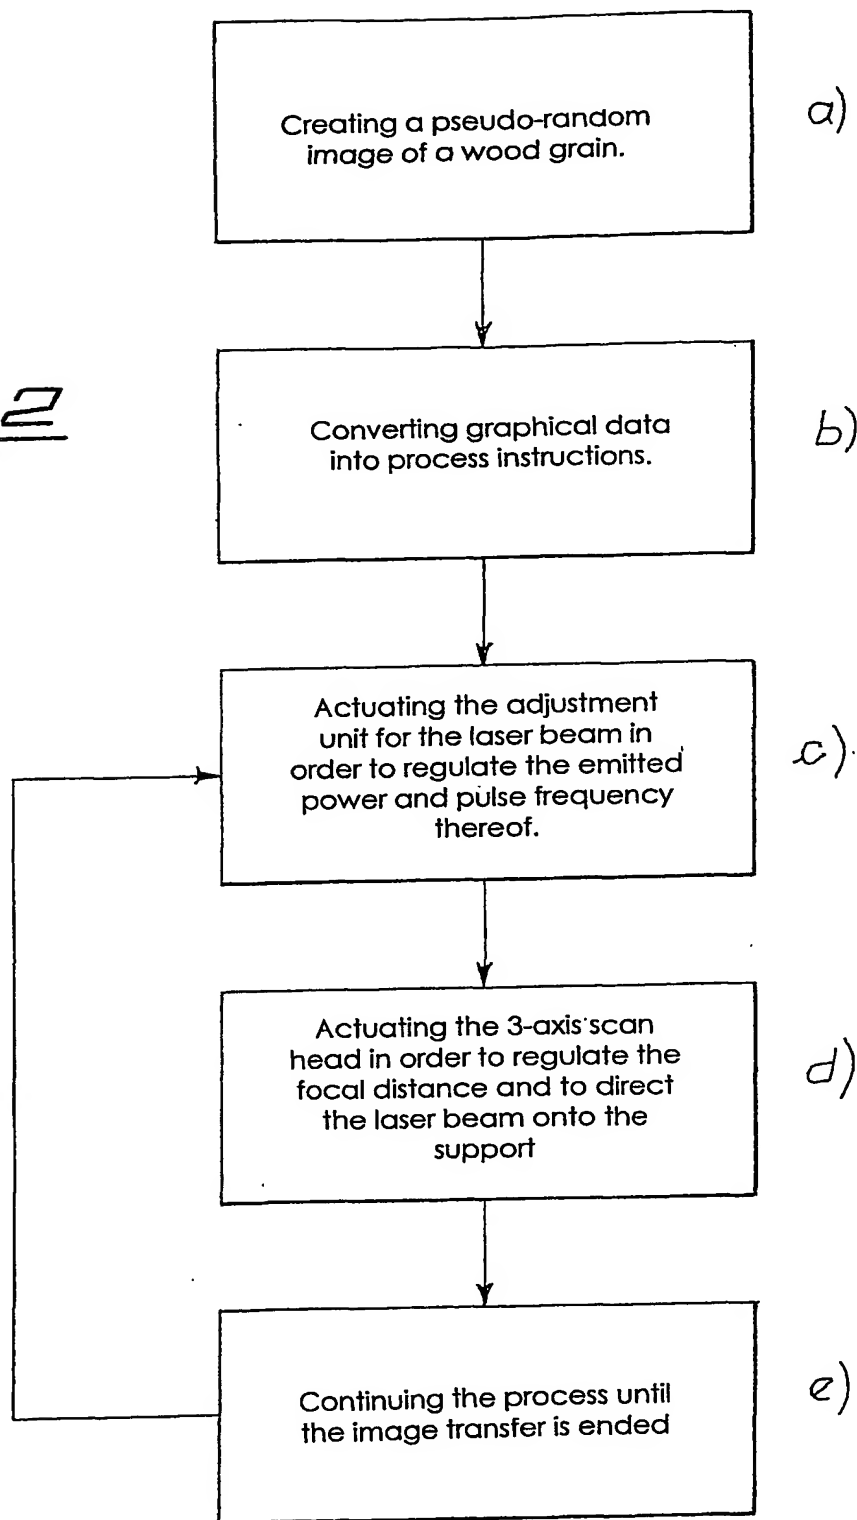 Creating a pseudo-random
image of a wood grain.
a)
2
Converting graphical data
into process instructions.
b)
Actuating the adjustment
unit for the laser beam in
order to regulate the emitted
power and pulse frequency
thereof.
c)
Actuating the 3-axis scan
head in order to regulate the
focal distance and to direct
the laser beam onto the
support
d)
Continuing the process until
the image transfer is ended
e)